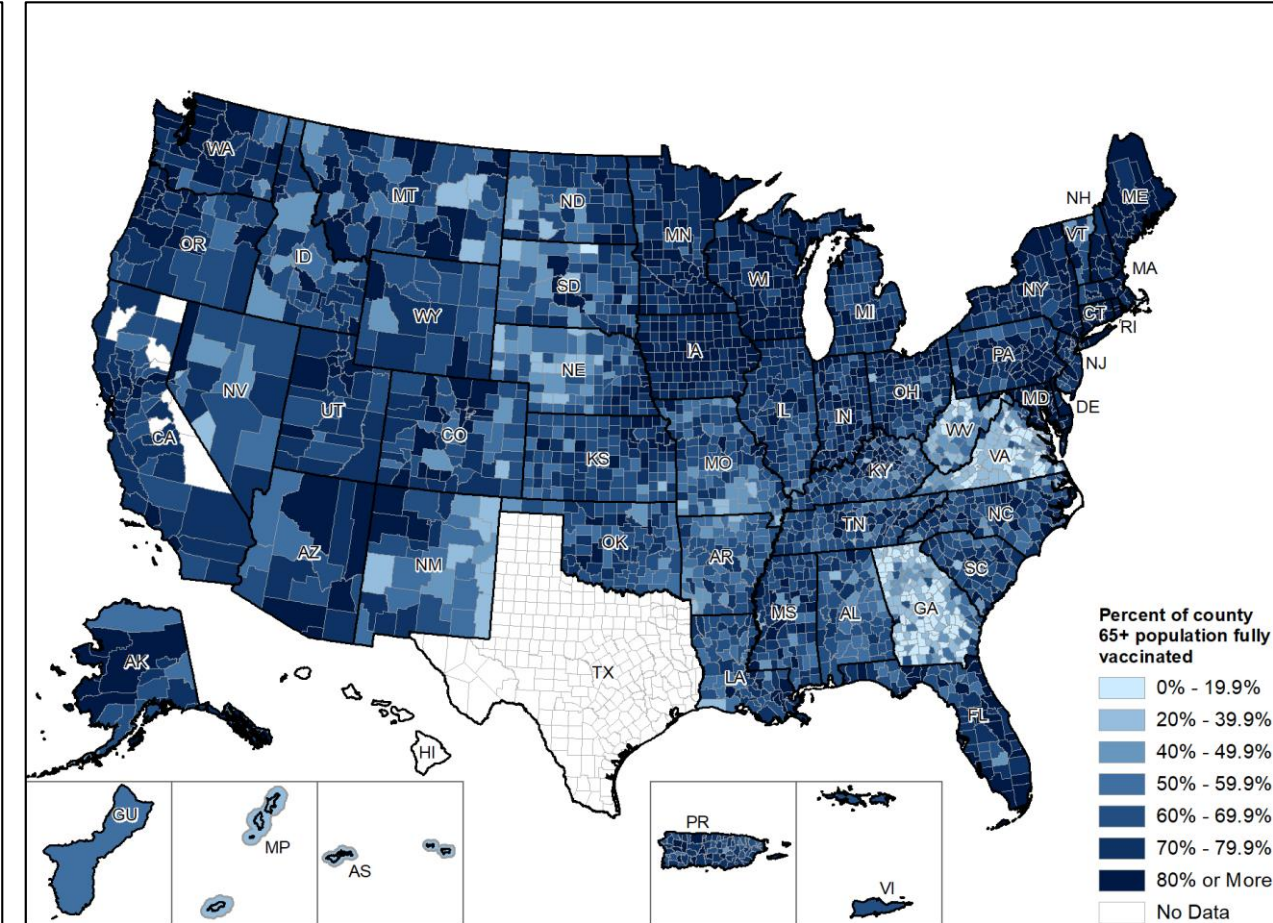 WA
MT
ND
MN
OR
ID
SD
WI
MI
NH
ME
VT
MA
NY
CT
RI
WY
IA
NE
PA
NJ
NV
UT
CO
IL
IN
OH
MD
DE
CA
KS
MO
WV
VA
KY
AZ
NM
OK
AR
TN
NC
SC
MS
AL
GA
TX
LA
FL
AK
HI
GU
MP
AS
PR
VI
Percent of county
65+ population fully
vaccinated
0% - 19.9%
20% - 39.9%
40% - 49.9%
50% - 59.9%
60% - 69.9%
70% - 79.9%
80% or More
No Data